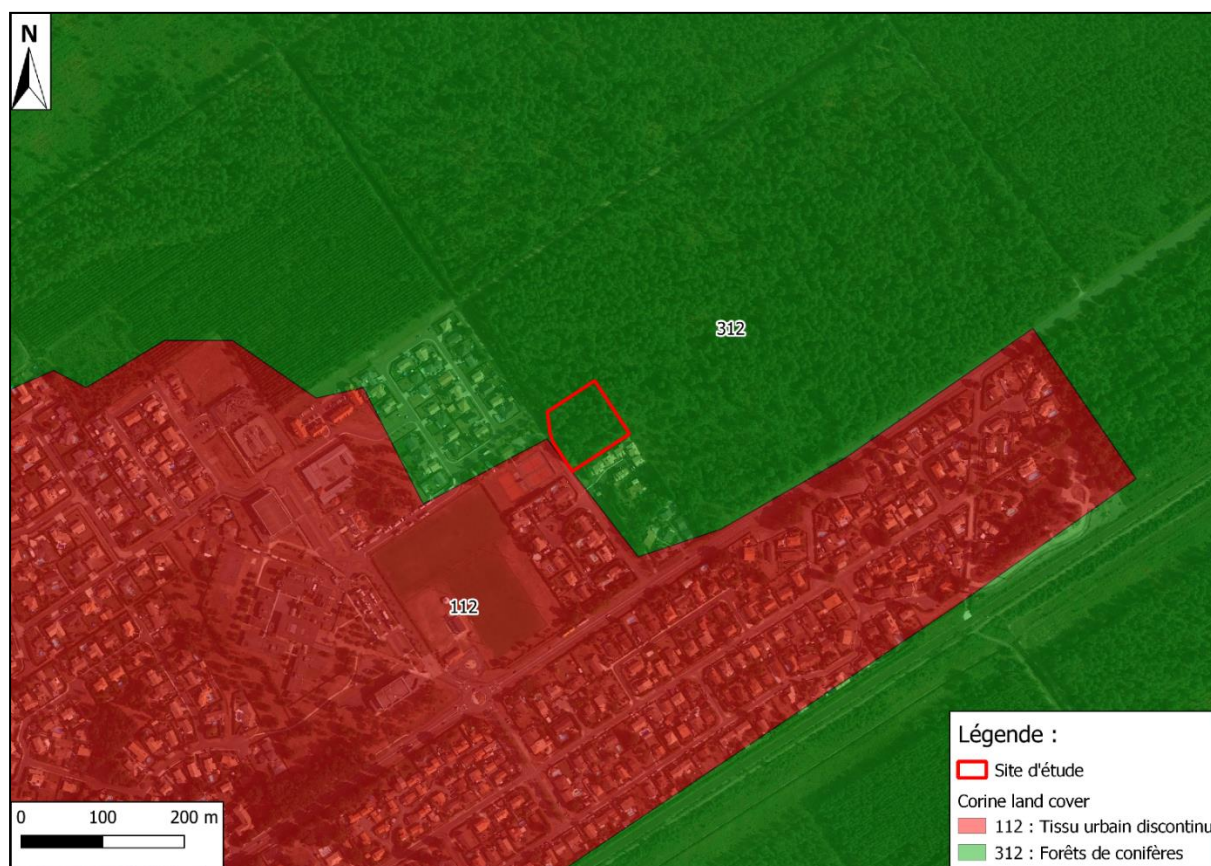 N
312
112
0 100 200 m
Légende :
Site d'étude
Corine land cover
112 : Tissu urbain discontinu
312 : Forêts de conifères